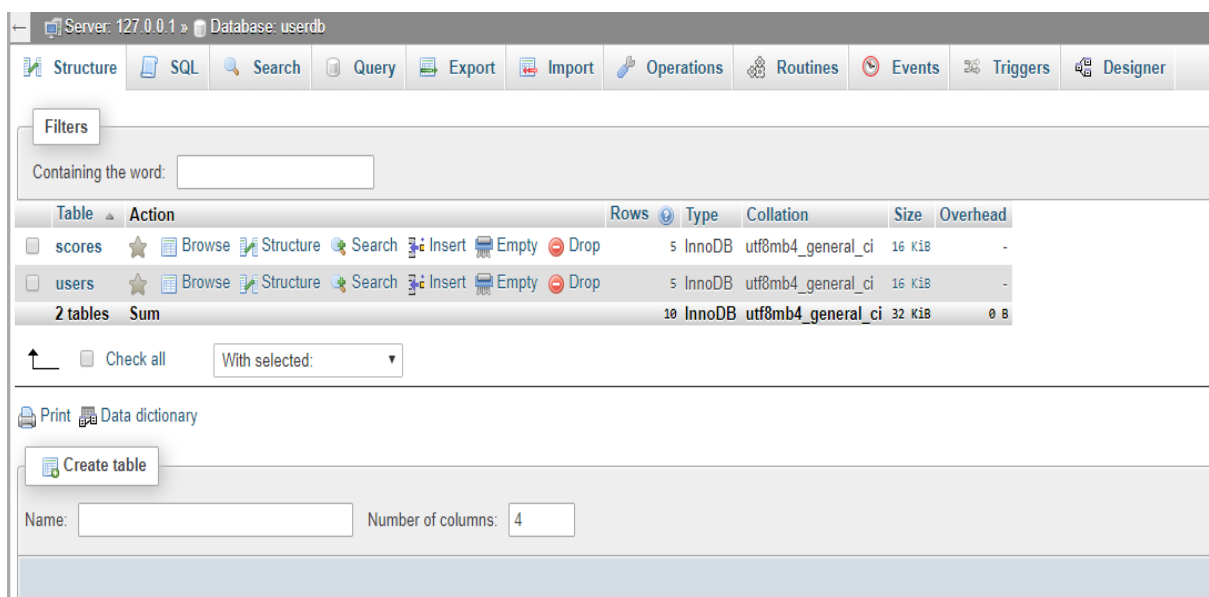 ← Server: 127.0.0.1 » Database: userdb
Structure SQL Search Query Export Import Operations Routines Events Triggers Designer
Filters
Containing the word:
Table Action Rows Type Collation Size Overhead
scores Browse Structure Search Insert Empty Drop 5 InnoDB utf8mb4_general_ci 16 KiB -
users Browse Structure Search Insert Empty Drop 5 InnoDB utf8mb4_general_ci 16 KiB -
2 tables Sum 10 InnoDB utf8mb4_general_ci 32 KiB 0 B
Check all With selected:
Print Data dictionary
Create table
Name: Number of columns: 4